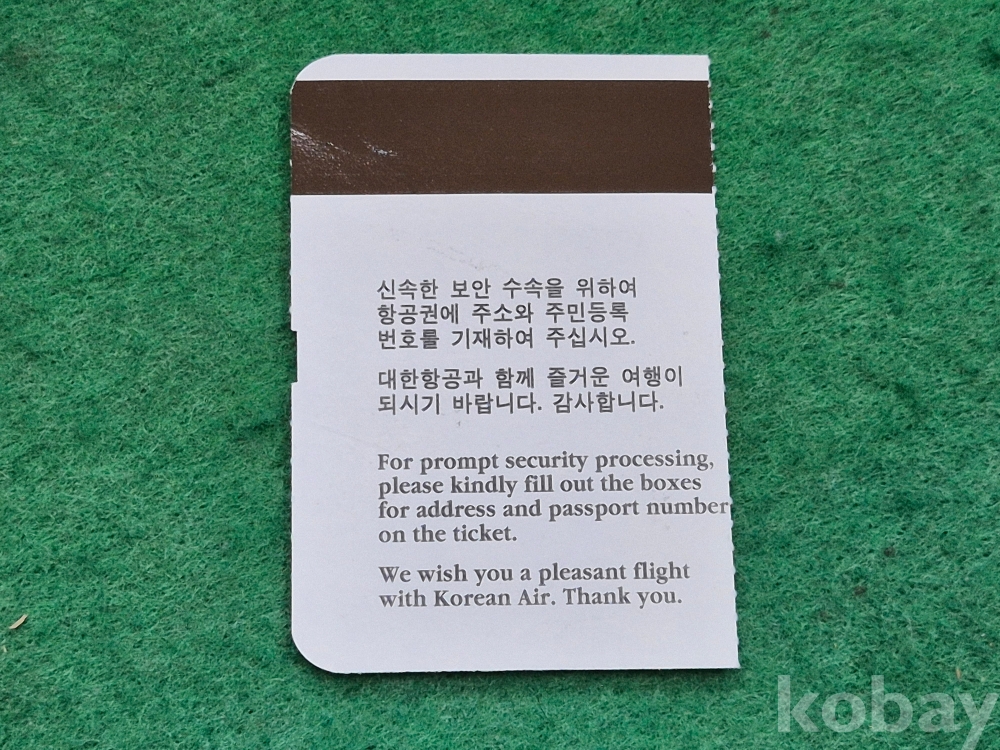 신속한 보안 수속을 위하여
항공권에 주소와 주민등록
번호를 기재하여 주십시오.
대한항공과 함께 즐거운 여행이
되시기 바랍니다. 감사합니다.
For prompt security processing,
please kindly fill out the boxes
for address and passport number
on the ticket.
We wish you a pleasant flight
with Korean Air. Thank you.
kobay